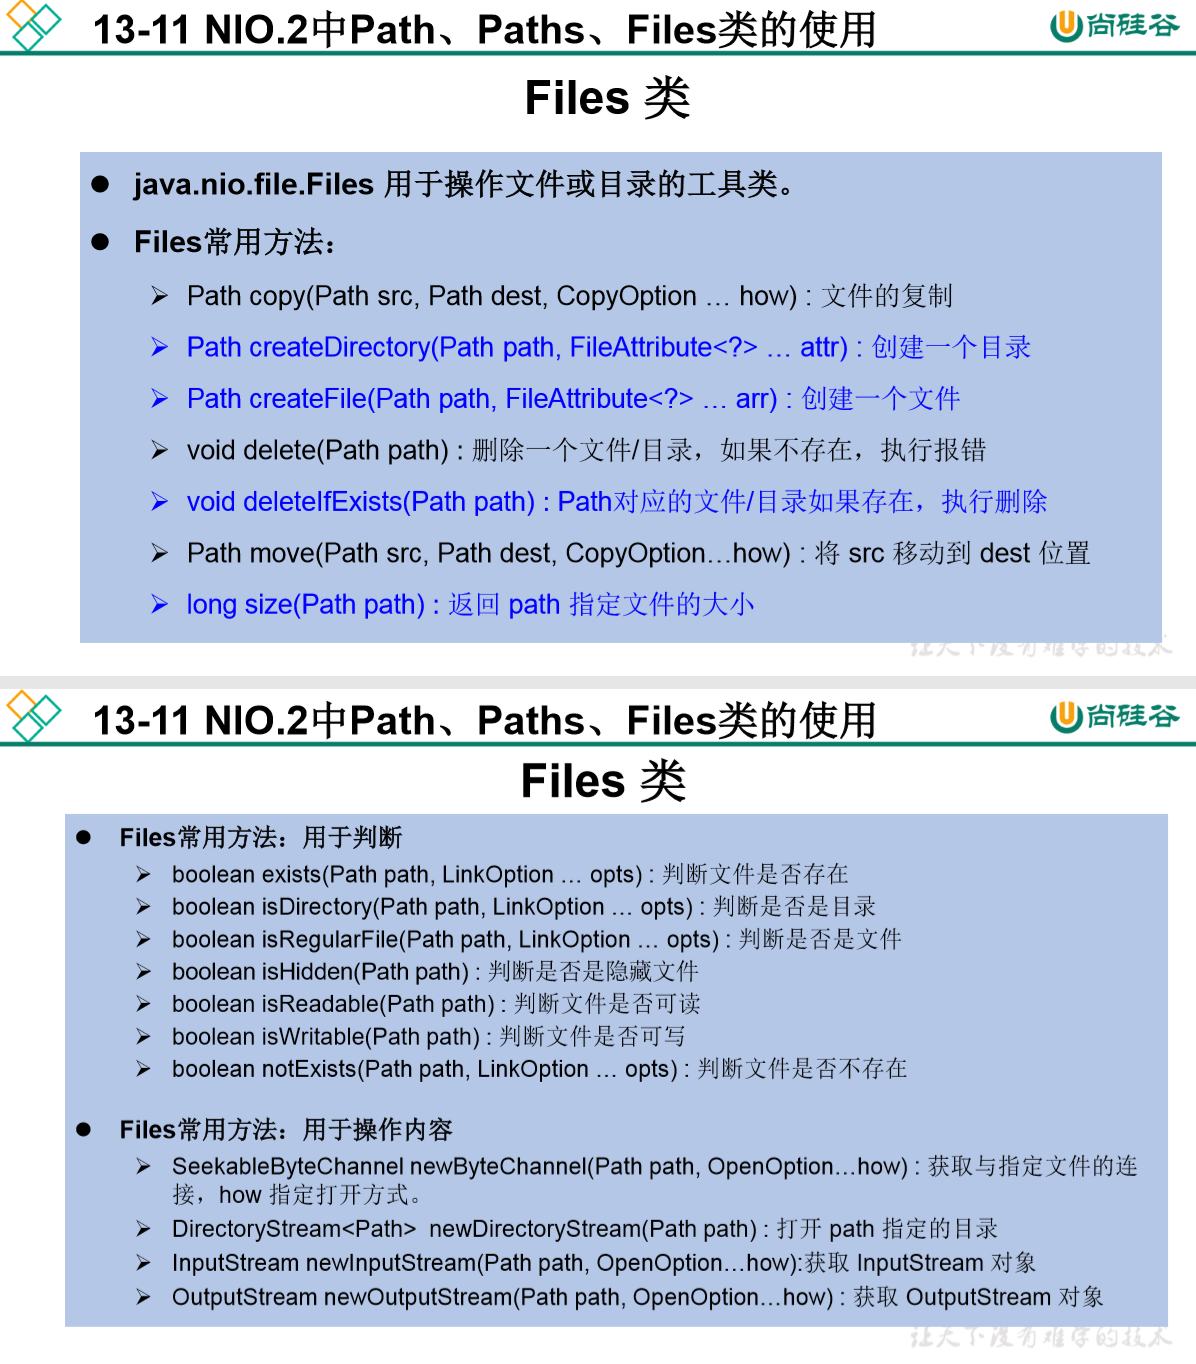 13-11 NIO.2中Path、Paths、Files类的使用
尚硅谷
Files 类
java.nio.file.Files 用于操作文件或目录的工具类。
Files常用方法：
Path copy(Path src, Path dest, CopyOption … how) : 文件的复制
Path createDirectory(Path path, FileAttribute<?> … attr) : 创建一个目录
Path createFile(Path path, FileAttribute<?> … arr) : 创建一个文件
void delete(Path path) : 删除一个文件/目录，如果不存在，执行报错
void deleteIfExists(Path path) : Path对应的文件/目录如果存在，执行删除
Path move(Path src, Path dest, CopyOption…how) : 将 src 移动到 dest 位置
long size(Path path) : 返回 path 指定文件的大小
让天下没有难学的技术
13-11 NIO.2中Path、Paths、Files类的使用
尚硅谷
Files 类
Files常用方法：用于判断
boolean exists(Path path, LinkOption … opts) : 判断文件是否存在
boolean isDirectory(Path path, LinkOption … opts) : 判断是否是目录
boolean isRegularFile(Path path, LinkOption … opts) : 判断是否是文件
boolean isHidden(Path path) : 判断是否是隐藏文件
boolean isReadable(Path path) : 判断文件是否可读
boolean isWritable(Path path) : 判断文件是否可写
boolean notExists(Path path, LinkOption … opts) : 判断文件是否不存在
Files常用方法：用于操作内容
SeekableByteChannel newByteChannel(Path path, OpenOption…how) : 获取与指定文件的连
接，how 指定打开方式。
DirectoryStream<Path> newDirectoryStream(Path path) : 打开 path 指定的目录
InputStream newInputStream(Path path, OpenOption…how):获取 InputStream 对象
OutputStream newOutputStream(Path path, OpenOption…how) : 获取 OutputStream 对象
让天下没有难学的技术